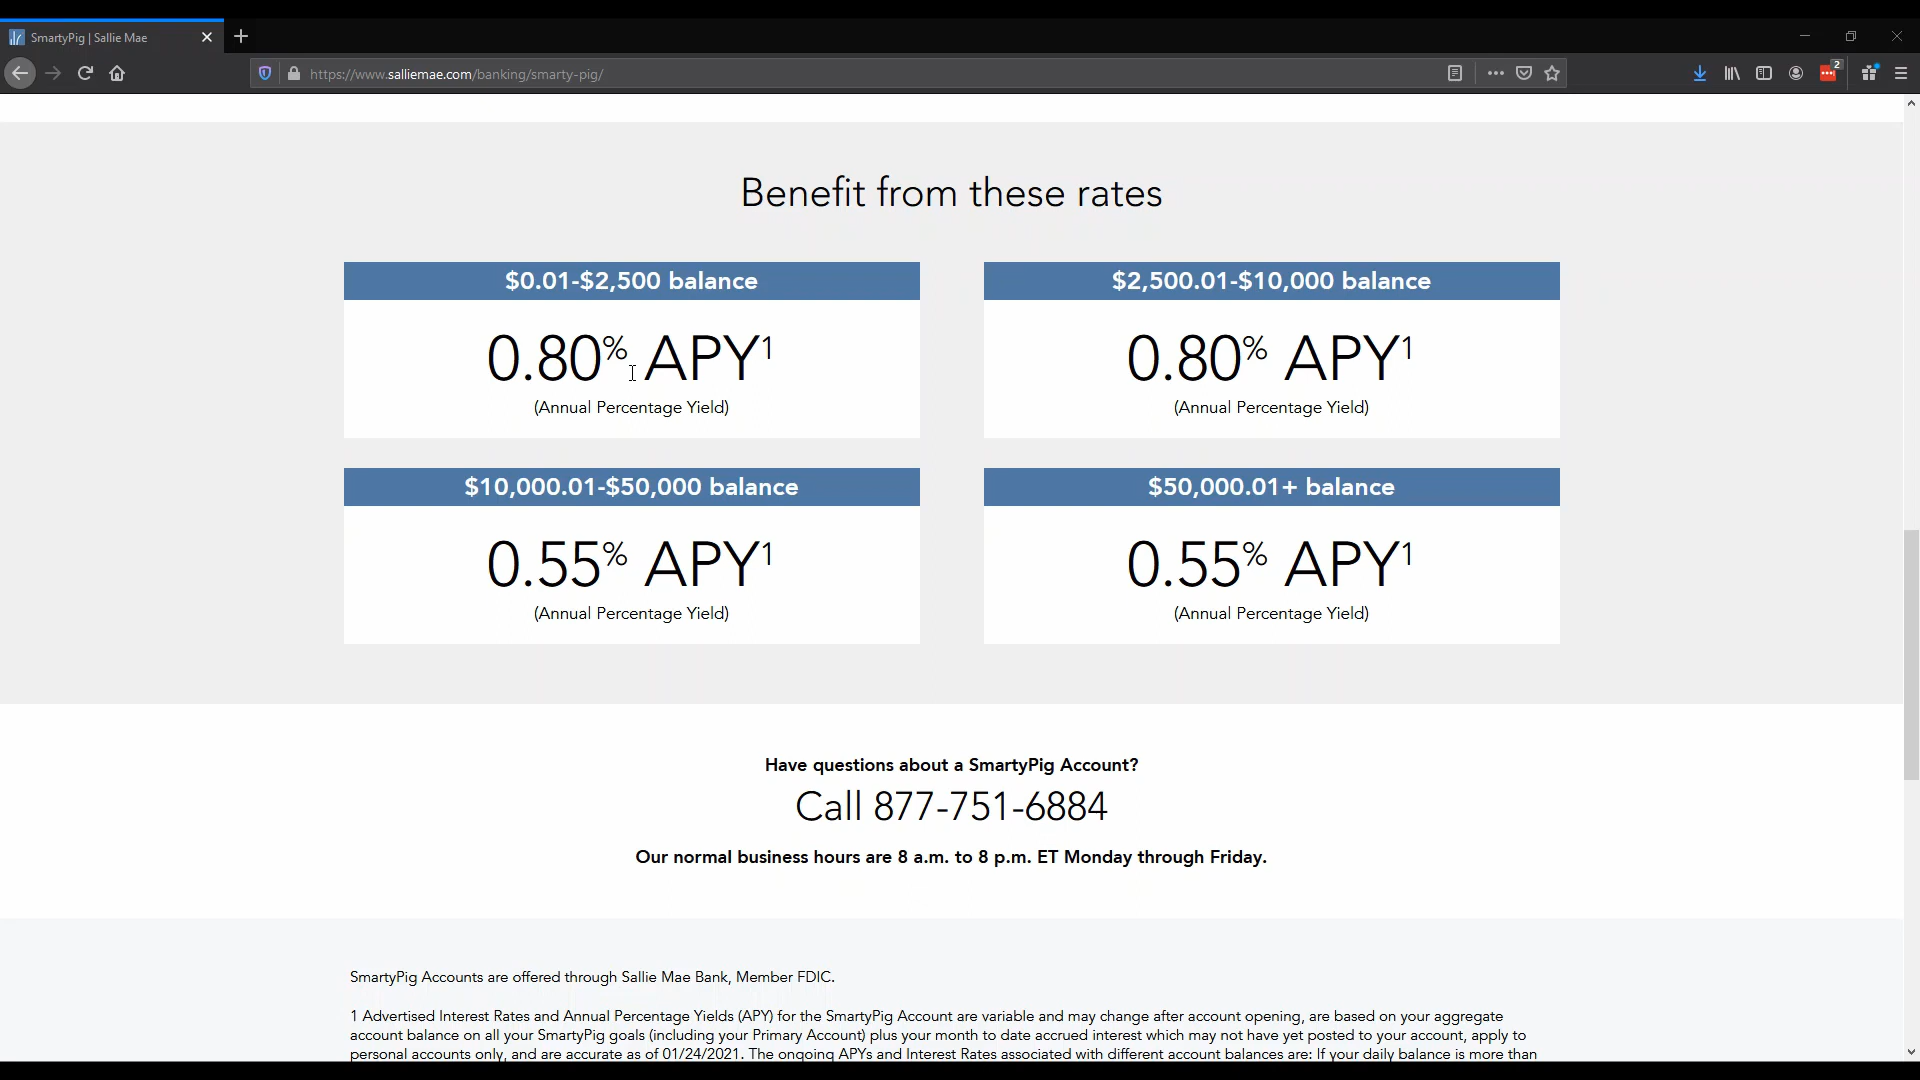 SmartyPig | Sallie Mae
https://www.salliemae.com/banking/smarty-pig/
2
Benefit from these rates
$0.01-$2,500 balance
0.80% APY1
(Annual Percentage Yield)
$2,500.01-$10,000 balance
0.80% APY1
(Annual Percentage Yield)
$10,000.01-$50,000 balance
0.55% APY1
(Annual Percentage Yield)
$50,000.01+ balance
0.55% APY1
(Annual Percentage Yield)
Have questions about a SmartyPig Account?
Call 877-751-6884
Our normal business hours are 8 a.m. to 8 p.m. ET Monday through Friday.
SmartyPig Accounts are offered through Sallie Mae Bank, Member FDIC.
1 Advertised Interest Rates and Annual Percentage Yields (APY) for the SmartyPig Account are variable and may change after account opening, are based on your aggregate
account balance on all your SmartyPig goals (including your Primary Account) plus your month to date accrued interest which may not have yet posted to your account, apply to
personal accounts only, and are accurate as of 01/24/2021. The ongoing APYs and Interest Rates associated with different account balances are: If your daily balance is more than